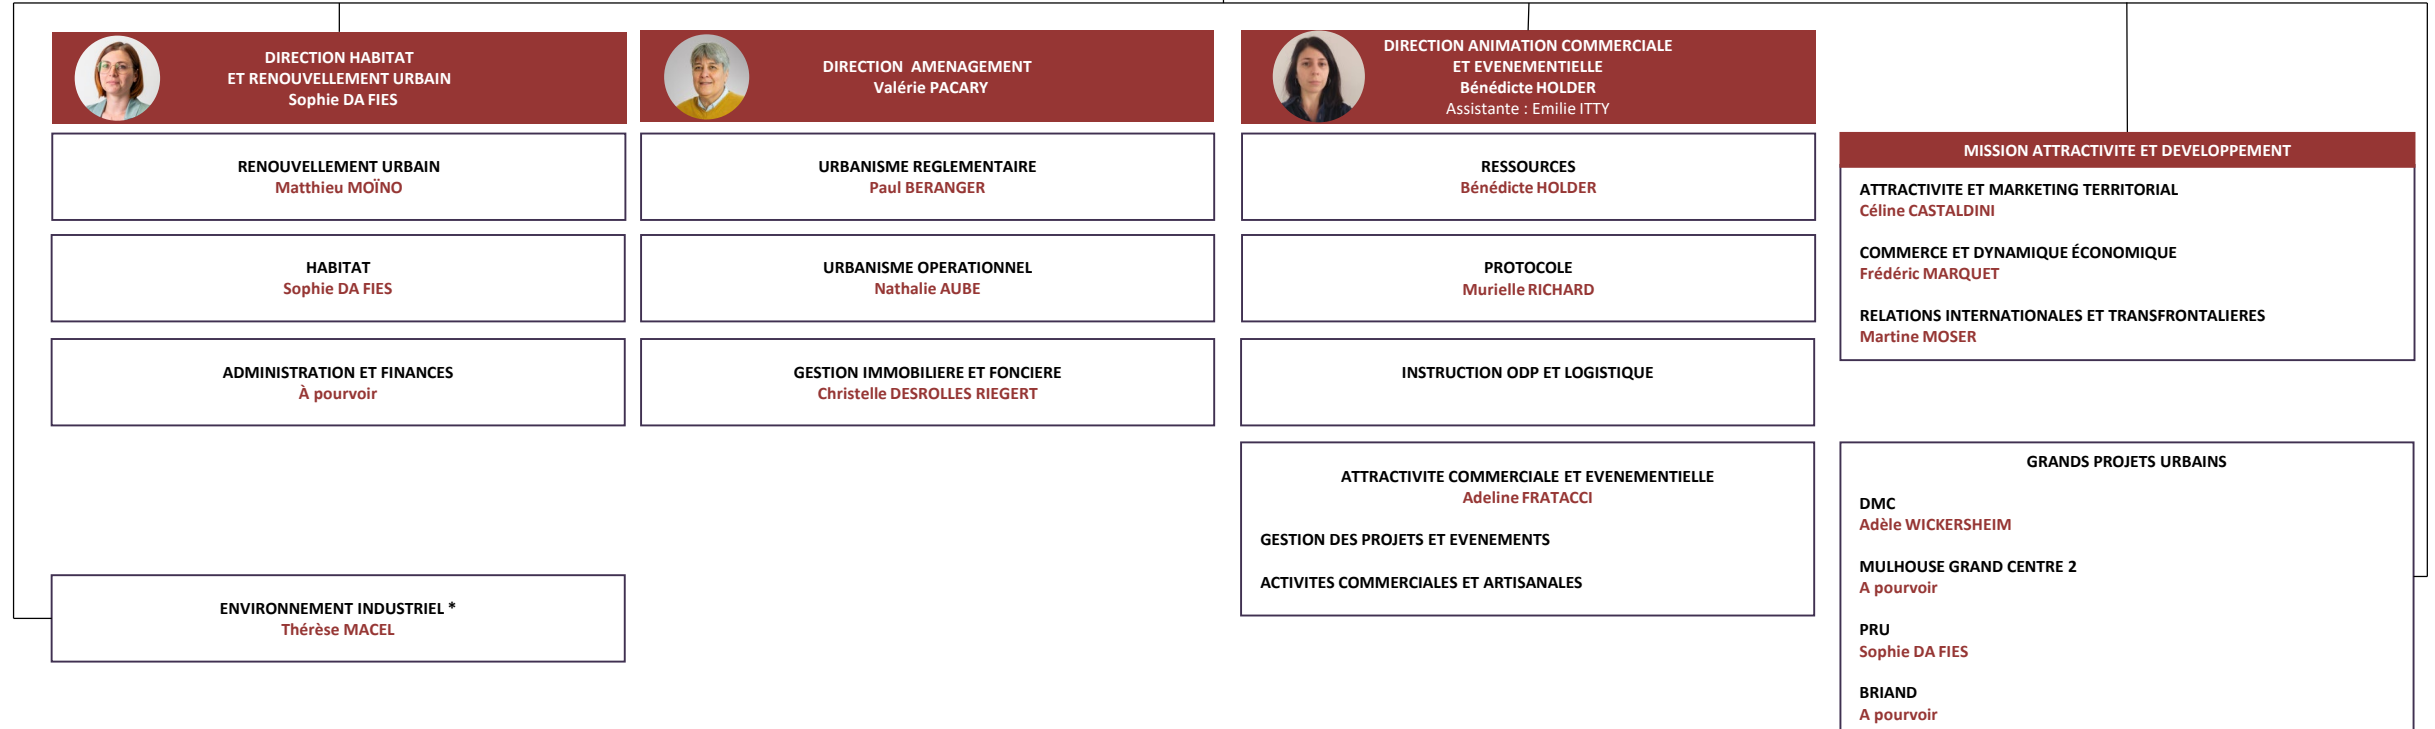 DIRECTION HABITAT
ET RENOUVELLEMENT URBAIN
Sophie DA FIES
RENOUVELLEMENT URBAIN
Matthieu MOÏNO
HABITAT
Sophie DA FIES
ADMINISTRATION ET FINANCES
À pourvoir
ENVIRONNEMENT INDUSTRIEL *
Thérèse MACEL
DIRECTION AMENAGEMENT
Valérie PACARY
URBANISME REGLEMENTAIRE
Paul BERANGER
URBANISME OPERATIONNEL
Nathalie AUBE
GESTION IMMOBILIERE ET FONCIERE
Christelle DESROLLES RIEGERT
DIRECTION ANIMATION COMMERCIALE
ET EVENEMENTIELLE
Bénédicte HOLDER
Assistante : Emilie ITTY
RESSOURCES
Bénédicte HOLDER
PROTOCOLE
Murielle RICHARD
INSTRUCTION ODP ET LOGISTIQUE
ATTRACTIVITE COMMERCIALE ET EVENEMENTIELLE
Adeline FRATACCI
GESTION DES PROJETS ET EVENEMENTS
ACTIVITES COMMERCIALES ET ARTISANALES
MISSION ATTRACTIVITE ET DEVELOPPEMENT
ATTRACTIVITE ET MARKETING TERRITORIAL
Céline CASTALDINI
COMMERCE ET DYNAMIQUE ÉCONOMIQUE
Frédéric MARQUET
RELATIONS INTERNATIONALES ET TRANSFRONTALIERES
Martine MOSER
GRANDS PROJETS URBAINS
DMC
Adèle WICKERSHEIM
MULHOUSE GRAND CENTRE 2
A pourvoir
PRU
Sophie DA FIES
BRIAND
A pourvoir